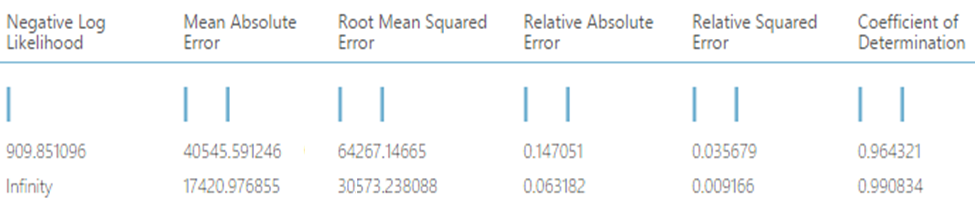 Negative Log Likelihood Mean Absolute Error Root Mean Squared Error Relative Absolute Error Relative Squared Error Coefficient of Determination
909.851096 40545.591246 64267.14665 0.147051 0.035679 0.964321
Infinity 17420.976855 30573.238088 0.063182 0.009166 0.990834